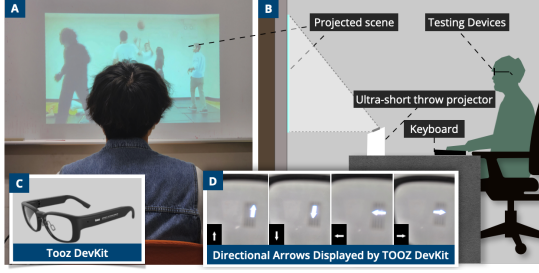 A
B
Projected scene
Testing Devices
Ultra-short throw projector
Keyboard
C
Tooz DevKit
D
Directional Arrows Displayed by TOOZ DevKit